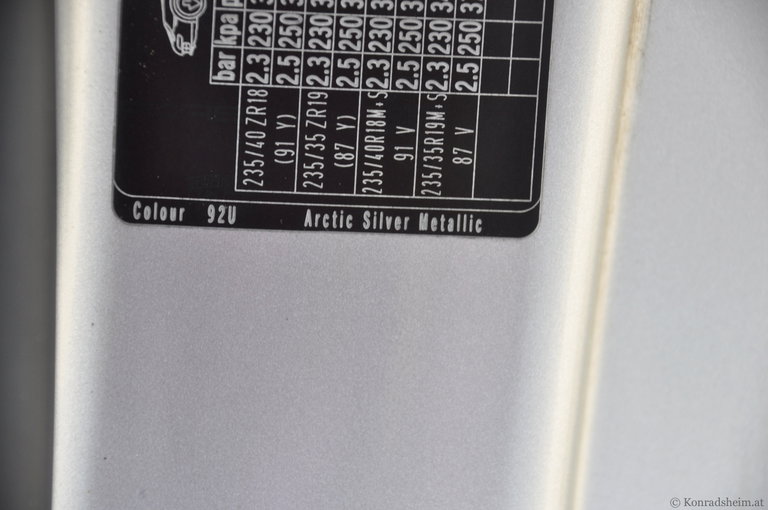 bar 2.3 2.5 2.3 2.5 2.3 2.5 2.3 2.5
kpa 230 250 230 250 230 250 230 250
235/40 ZR18
(91 Y)
235/35 ZR19
(87 Y)
235/40R18M+S
91 V
235/35R19M+S
87 V
Colour 92U Arctic Silver Metallic
© Konradsheim.at